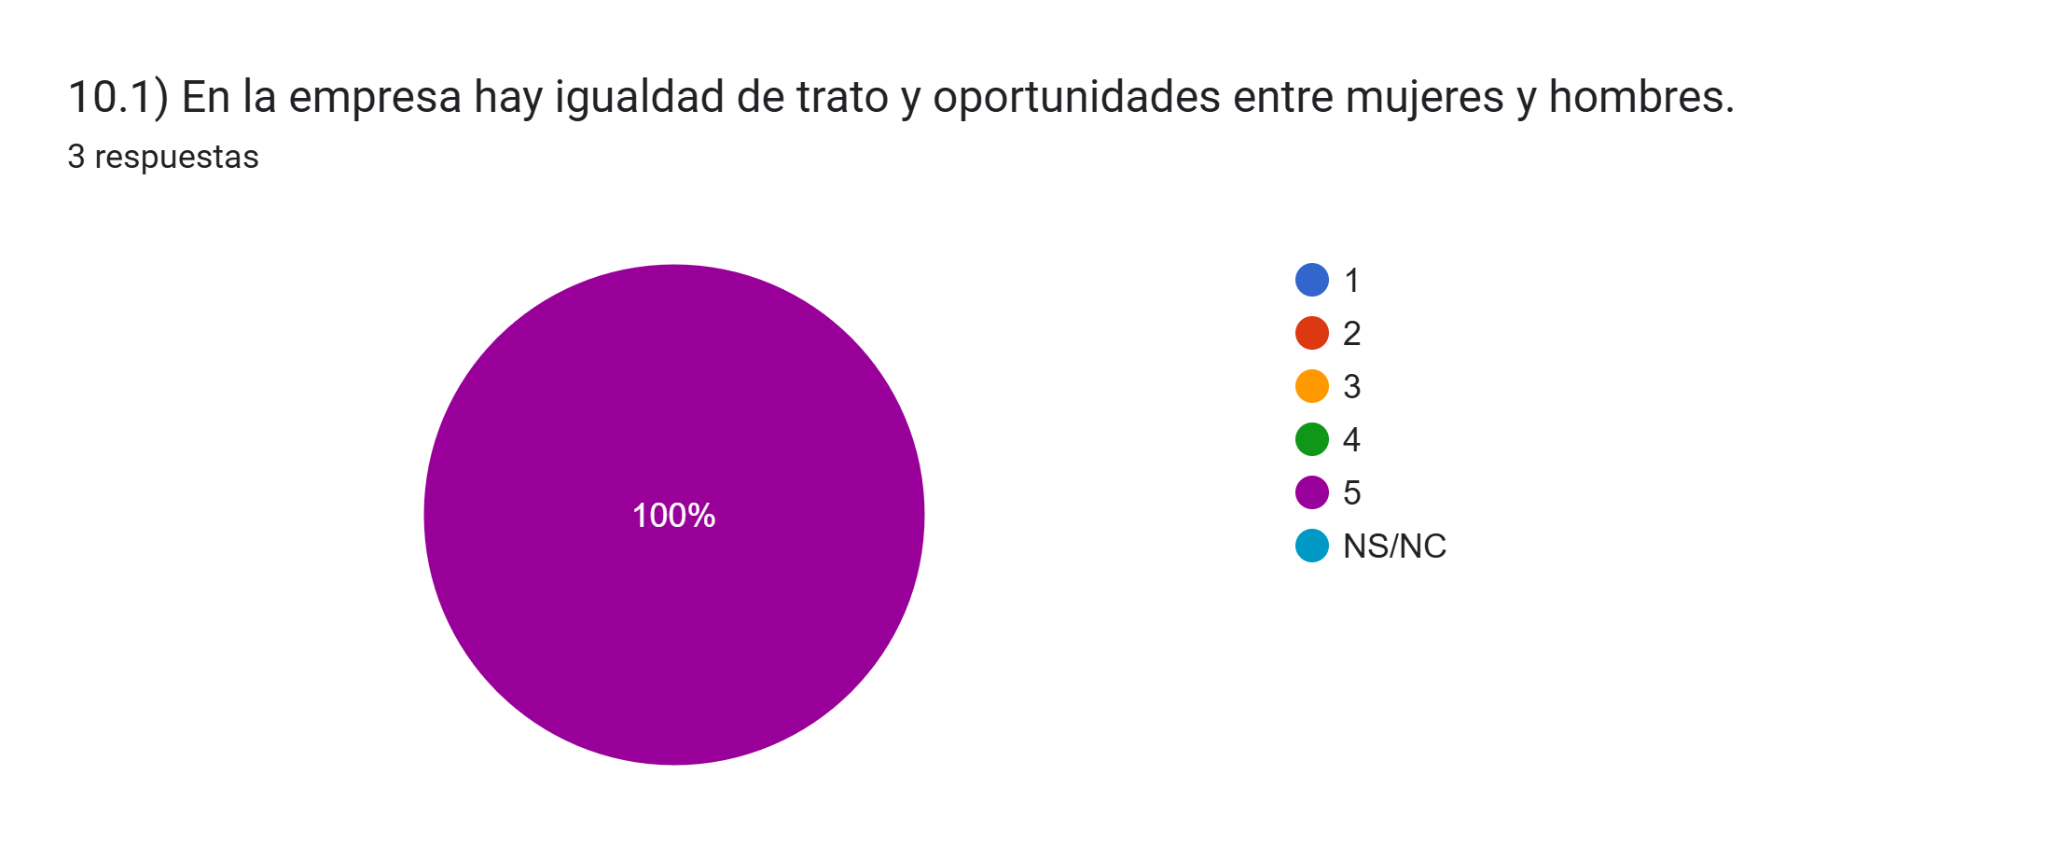 10.1) En la empresa hay igualdad de trato y oportunidades entre mujeres y hombres.
3 respuestas
100%
1
2
3
4
5
NS/NC